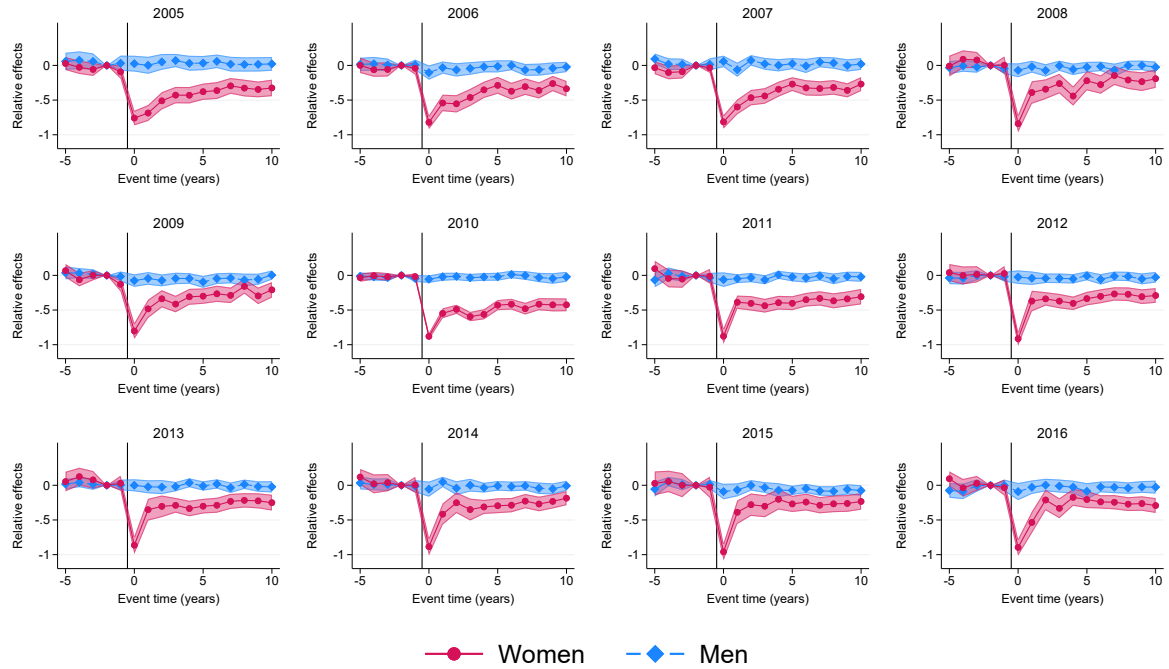 2005 2006 2007 2008
Relative effects Relative effects Relative effects Relative effects
0 0 0 0
-.5 -.5 -.5 -.5
-1 -1 -1 -1
-5 0 5 10 -5 0 5 10 -5 0 5 10 -5 0 5 10
Event time (years) Event time (years) Event time (years) Event time (years)
2009 2010 2011 2012
Relative effects Relative effects Relative effects Relative effects
0 0 0 0
-.5 -.5 -.5 -.5
-1 -1 -1 -1
-5 0 5 10 -5 0 5 10 -5 0 5 10 -5 0 5 10
Event time (years) Event time (years) Event time (years) Event time (years)
2013 2014 2015 2016
Relative effects Relative effects Relative effects Relative effects
0 0 0 0
-.5 -.5 -.5 -.5
-1 -1 -1 -1
-5 0 5 10 -5 0 5 10 -5 0 5 10 -5 0 5 10
Event time (years) Event time (years) Event time (years) Event time (years)
Women Men